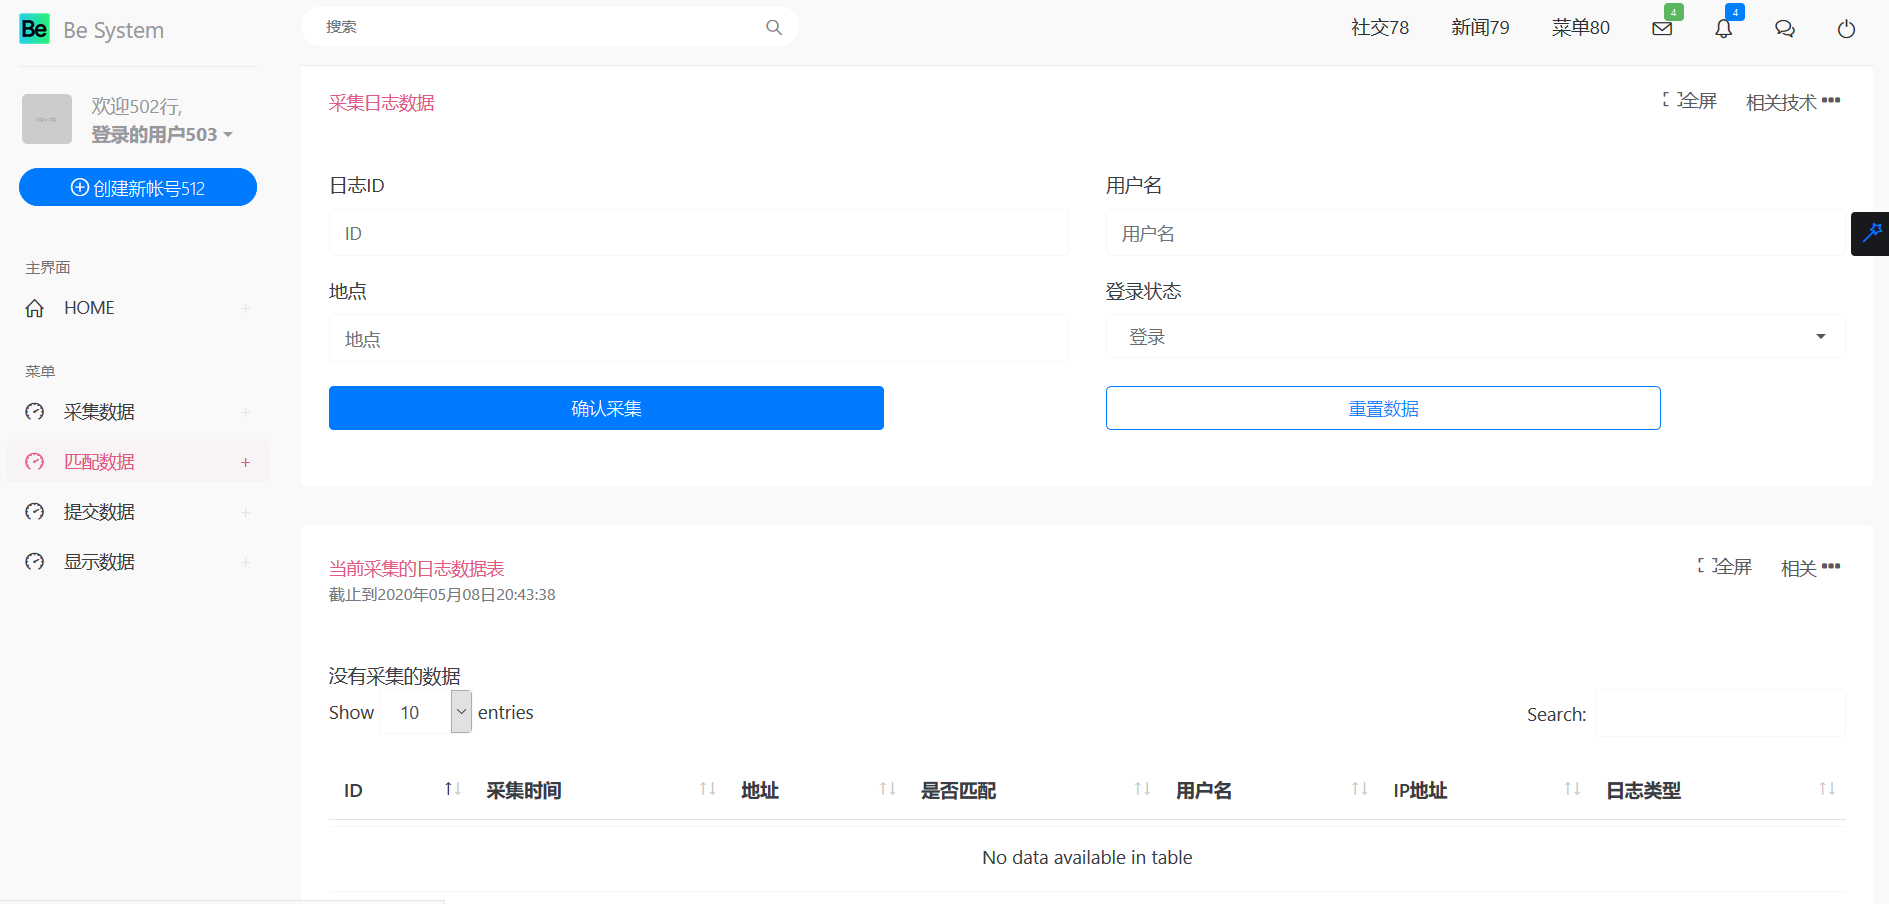 Be Be System
搜索
社交78 新闻79 菜单80 4 4
欢迎502行,
登录的用户503
创建新帐号512
主界面
HOME +
菜单
采集数据 +
匹配数据 +
提交数据 +
显示数据 +
采集日志数据
全屏 相关技术
日志ID 用户名
ID 用户名
地点 登录状态
地点 登录
确认采集 重置数据
当前采集的日志数据表
全屏 相关
截止到2020年05月08日20:43:38
没有采集的数据
Show 10 entries Search:
ID 采集时间 地址 是否匹配 用户名 IP地址 日志类型
No data available in table